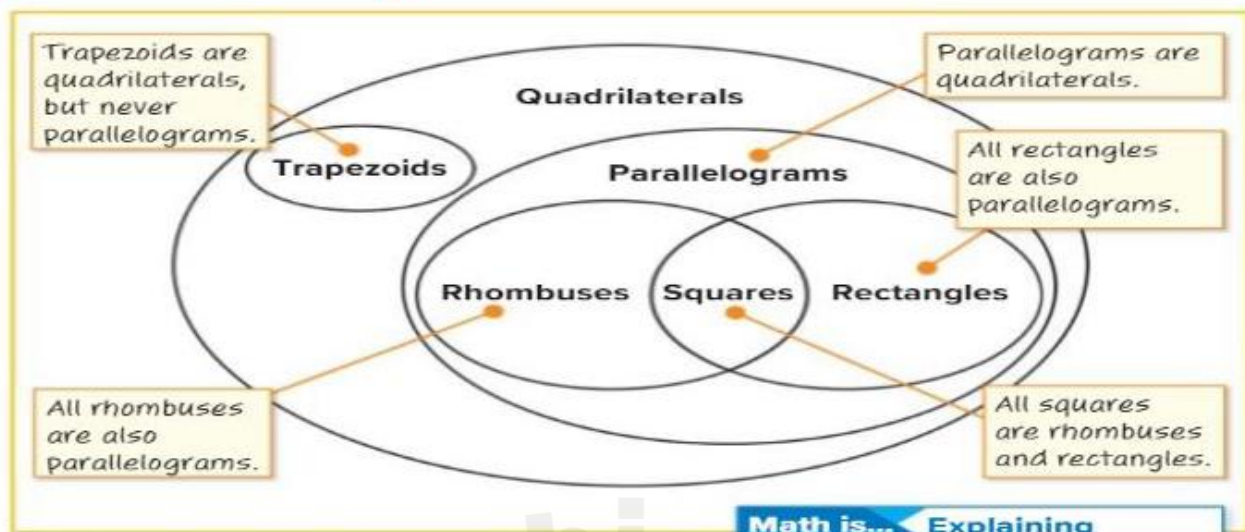 Trapezoids are
quadrilaterals,
but never
parallelograms.
Parallelograms are
quadrilaterals.
Quadrilaterals
Trapezoids
Parallelograms
All rectangles
are also
parallelograms.
Rhombuses
Squares
Rectangles
All rhombuses
are also
parallelograms.
All squares
are rhombuses
and rectangles.
Math is... Explaining